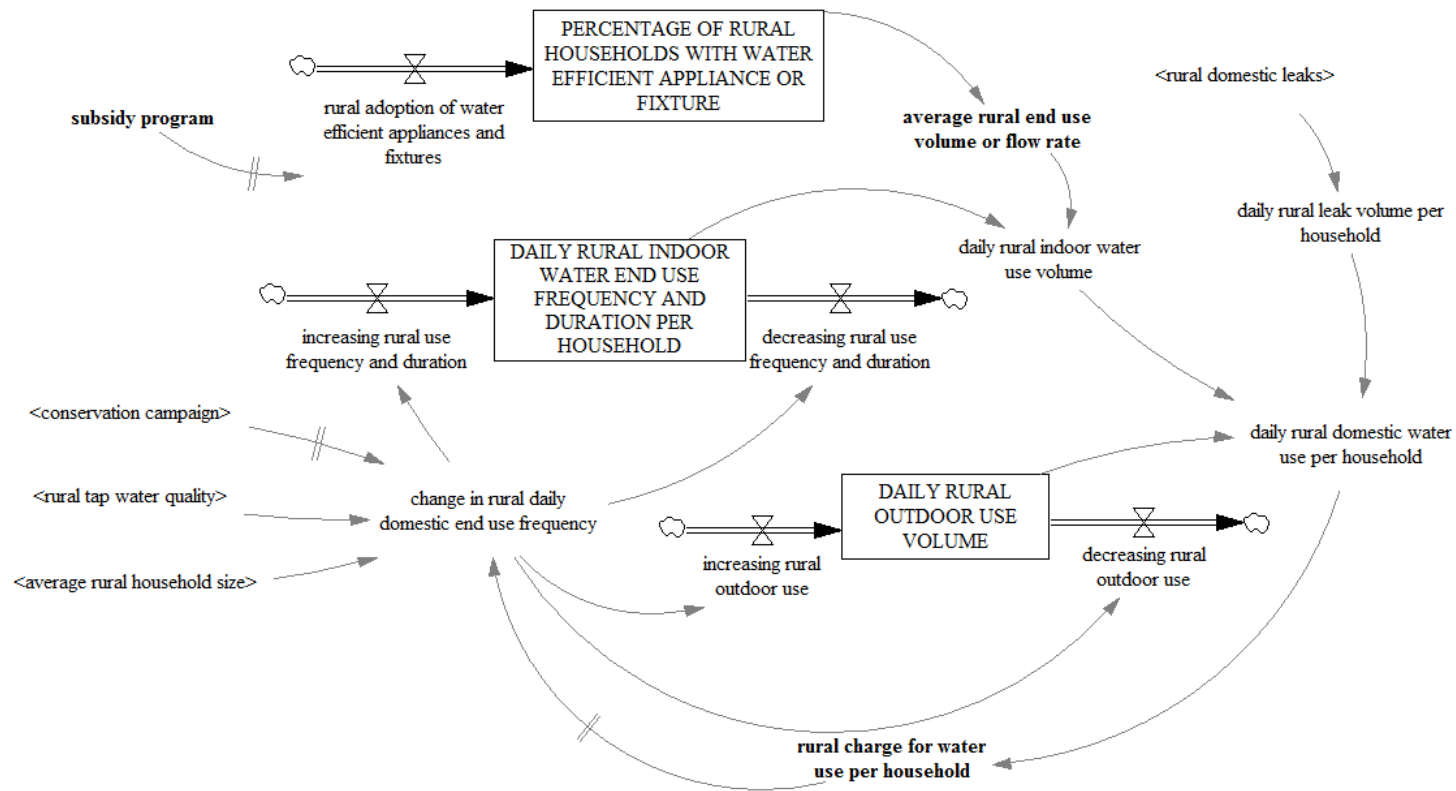 PERCENTAGE OF RURAL
HOUSEHOLDS WITH WATER
EFFICIENT APPLIANCE OR
FIXTURE
rural adoption of water
efficient appliances and
fixtures
subsidy program
average rural end use
volume or flow rate
<rural domestic leaks>
daily rural leak volume per
household
daily rural indoor water
use volume
DAILY RURAL INDOOR
WATER END USE
FREQUENCY AND
DURATION PER
HOUSEHOLD
increasing rural use
frequency and duration
decreasing rural use
frequency and duration
<conservation campaign>
<rural tap water quality>
<average rural household size>
change in rural daily
domestic end use frequency
daily rural domestic water
use per household
DAILY RURAL
OUTDOOR USE
VOLUME
increasing rural
outdoor use
decreasing rural
outdoor use
rural charge for water
use per household